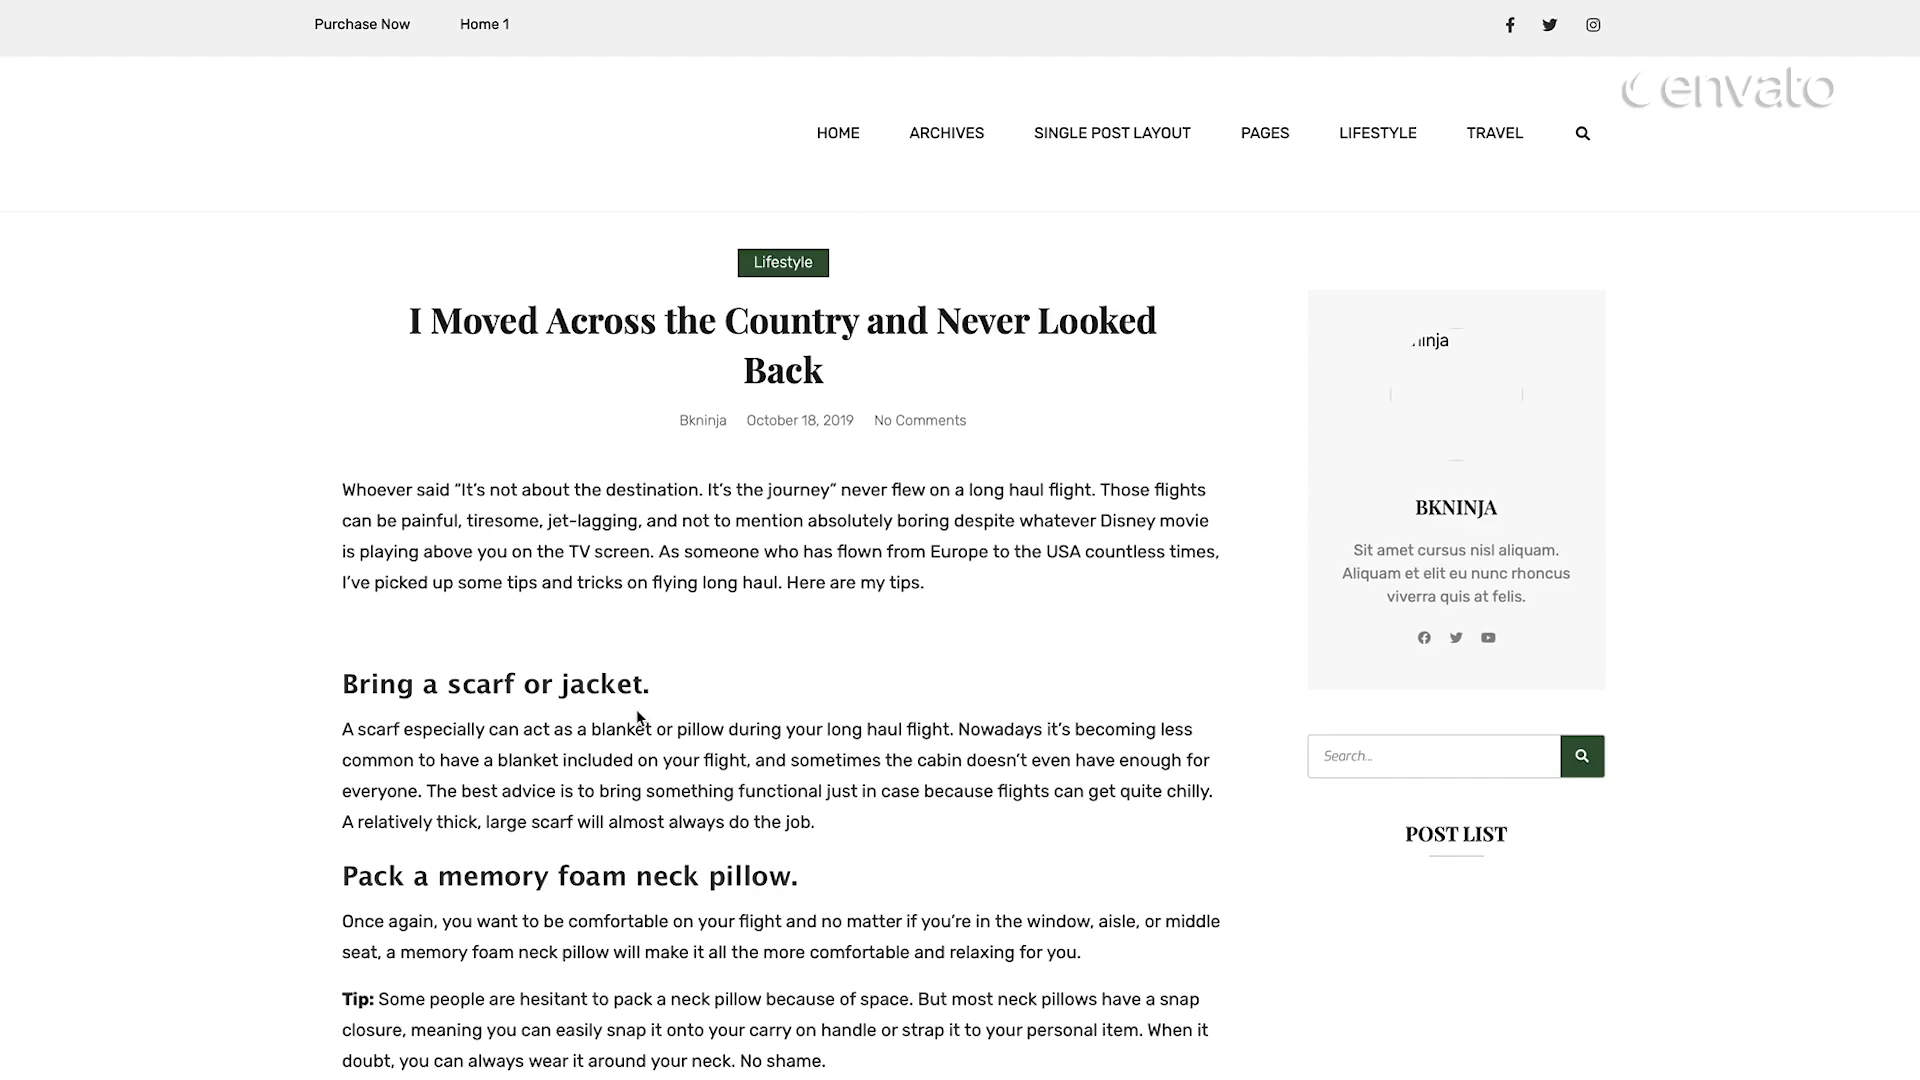 Purchase Now Home 1
envato
HOME ARCHIVES SINGLE POST LAYOUT PAGES LIFESTYLE TRAVEL
Lifestyle
I Moved Across the Country and Never Looked
Back
Bkninja October 18, 2019 No Comments
Whoever said “It’s not about the destination. It’s the journey” never flew on a long haul flight. Those flights
can be painful, tiresome, jet-lagging, and not to mention absolutely boring despite whatever Disney movie
is playing above you on the TV screen. As someone who has flown from Europe to the USA countless times,
I’ve picked up some tips and tricks on flying long haul. Here are my tips.
Bring a scarf or jacket.
A scarf especially can act as a blanket or pillow during your long haul flight. Nowadays it’s becoming less
common to have a blanket included on your flight, and sometimes the cabin doesn’t even have enough for
everyone. The best advice is to bring something functional just in case because flights can get quite chilly.
A relatively thick, large scarf will almost always do the job.
Pack a memory foam neck pillow.
Once again, you want to be comfortable on your flight and no matter if you’re in the window, aisle, or middle
seat, a memory foam neck pillow will make it all the more comfortable and relaxing for you.
Tip: Some people are hesitant to pack a neck pillow because of space. But most neck pillows have a snap
closure, meaning you can easily snap it onto your carry on handle or strap it to your personal item. When it
doubt, you can always wear it around your neck. No shame.
BKNINJA
Sit amet cursus nisl aliquam.
Aliquam et elit eu nunc rhoncus
viverra quis at felis.
Search...
POST LIST